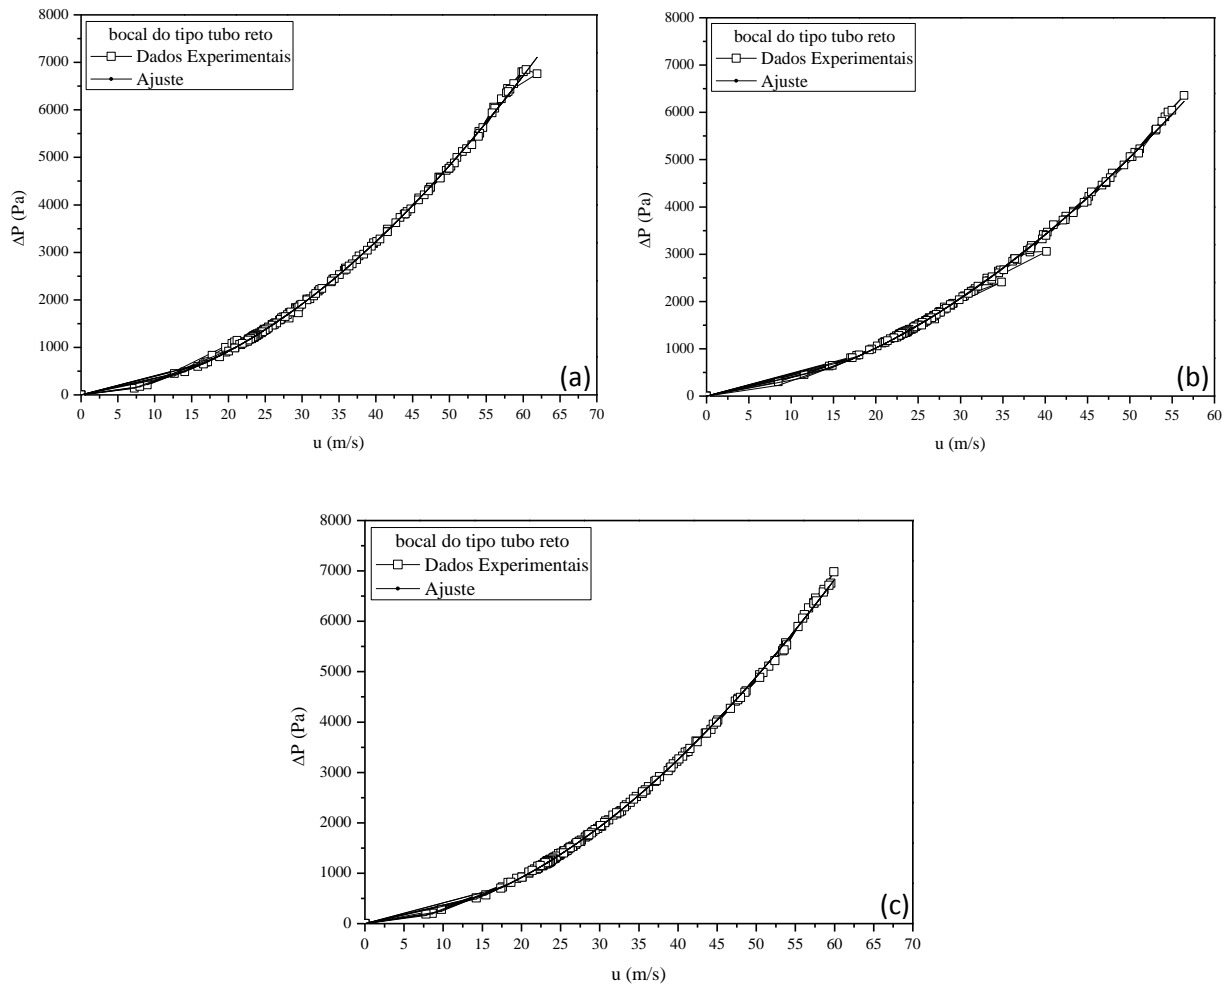 bocal do tipo tubo reto
Dados Experimentais
Ajuste
8000
7000
6000
5000
4000
3000
2000
1000
0
ΔP (Pa)
0 5 10 15 20 25 30 35 40 45 50 55 60 65 70
u (m/s)
(a)
bocal do tipo tubo reto
Dados Experimentais
Ajuste
8000
7000
6000
5000
4000
3000
2000
1000
0
ΔP (Pa)
0 5 10 15 20 25 30 35 40 45 50 55 60
u (m/s)
(b)
bocal do tipo tubo reto
Dados Experimentais
Ajuste
8000
7000
6000
5000
4000
3000
2000
1000
0
ΔP (Pa)
0 5 10 15 20 25 30 35 40 45 50 55 60 65 70
u (m/s)
(c)